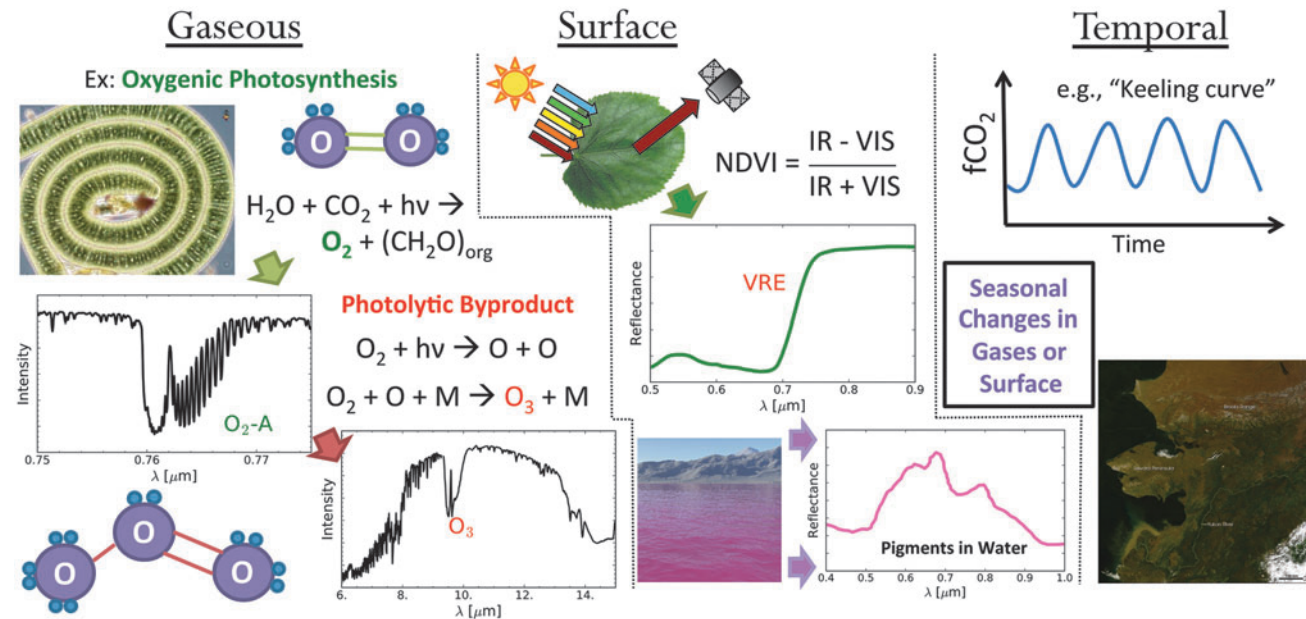 Gaseous
Ex: Oxygenic Photosynthesis
O O
H₂O + CO₂ + hν →
O₂ + (CH₂O)org
Intensity
O₂-A
0.75 0.76 0.77
λ [μm]
Photolytic Byproduct
O₂ + hν → O + O
O₂ + O + M → O₃ + M
O O O
Intensity
O₃
6. 8. 10. 12. 14.
λ [μm]
Surface
NDVI = IR - VIS
IR + VIS
Reflectance
VRE
0.5 0.6 0.7 0.8 0.9
λ [μm]
Reflectance
Pigments in Water
0.4 0.5 0.6 0.7 0.8 0.9 1.0
λ [μm]
Temporal
e.g., “Keeling curve”
fCO₂
Time
Seasonal
Changes in
Gases or
Surface